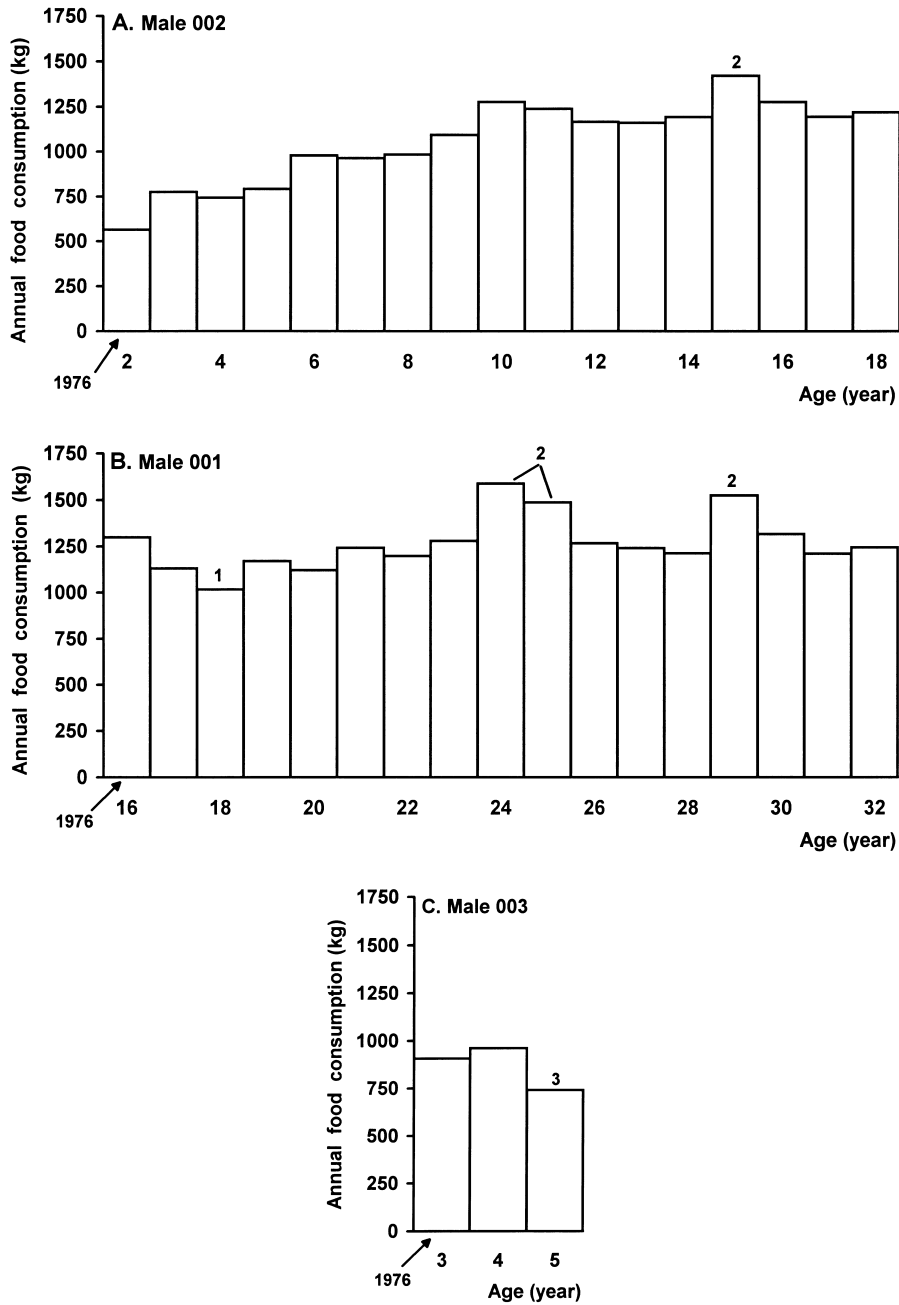 A. Male 002
Annual food consumption (kg)
1750
1500
1250
1000
750
500
250
0
2
1976
2 4 6 8 10 12 14 16 18
Age (year)
B. Male 001
Annual food consumption (kg)
1750
1500
1250
1000
750
500
250
0
1
2
2
1976
16 18 20 22 24 26 28 30 32
Age (year)
C. Male 003
Annual food consumption (kg)
1750
1500
1250
1000
750
500
250
0
3
1976
3 4 5
Age (year)